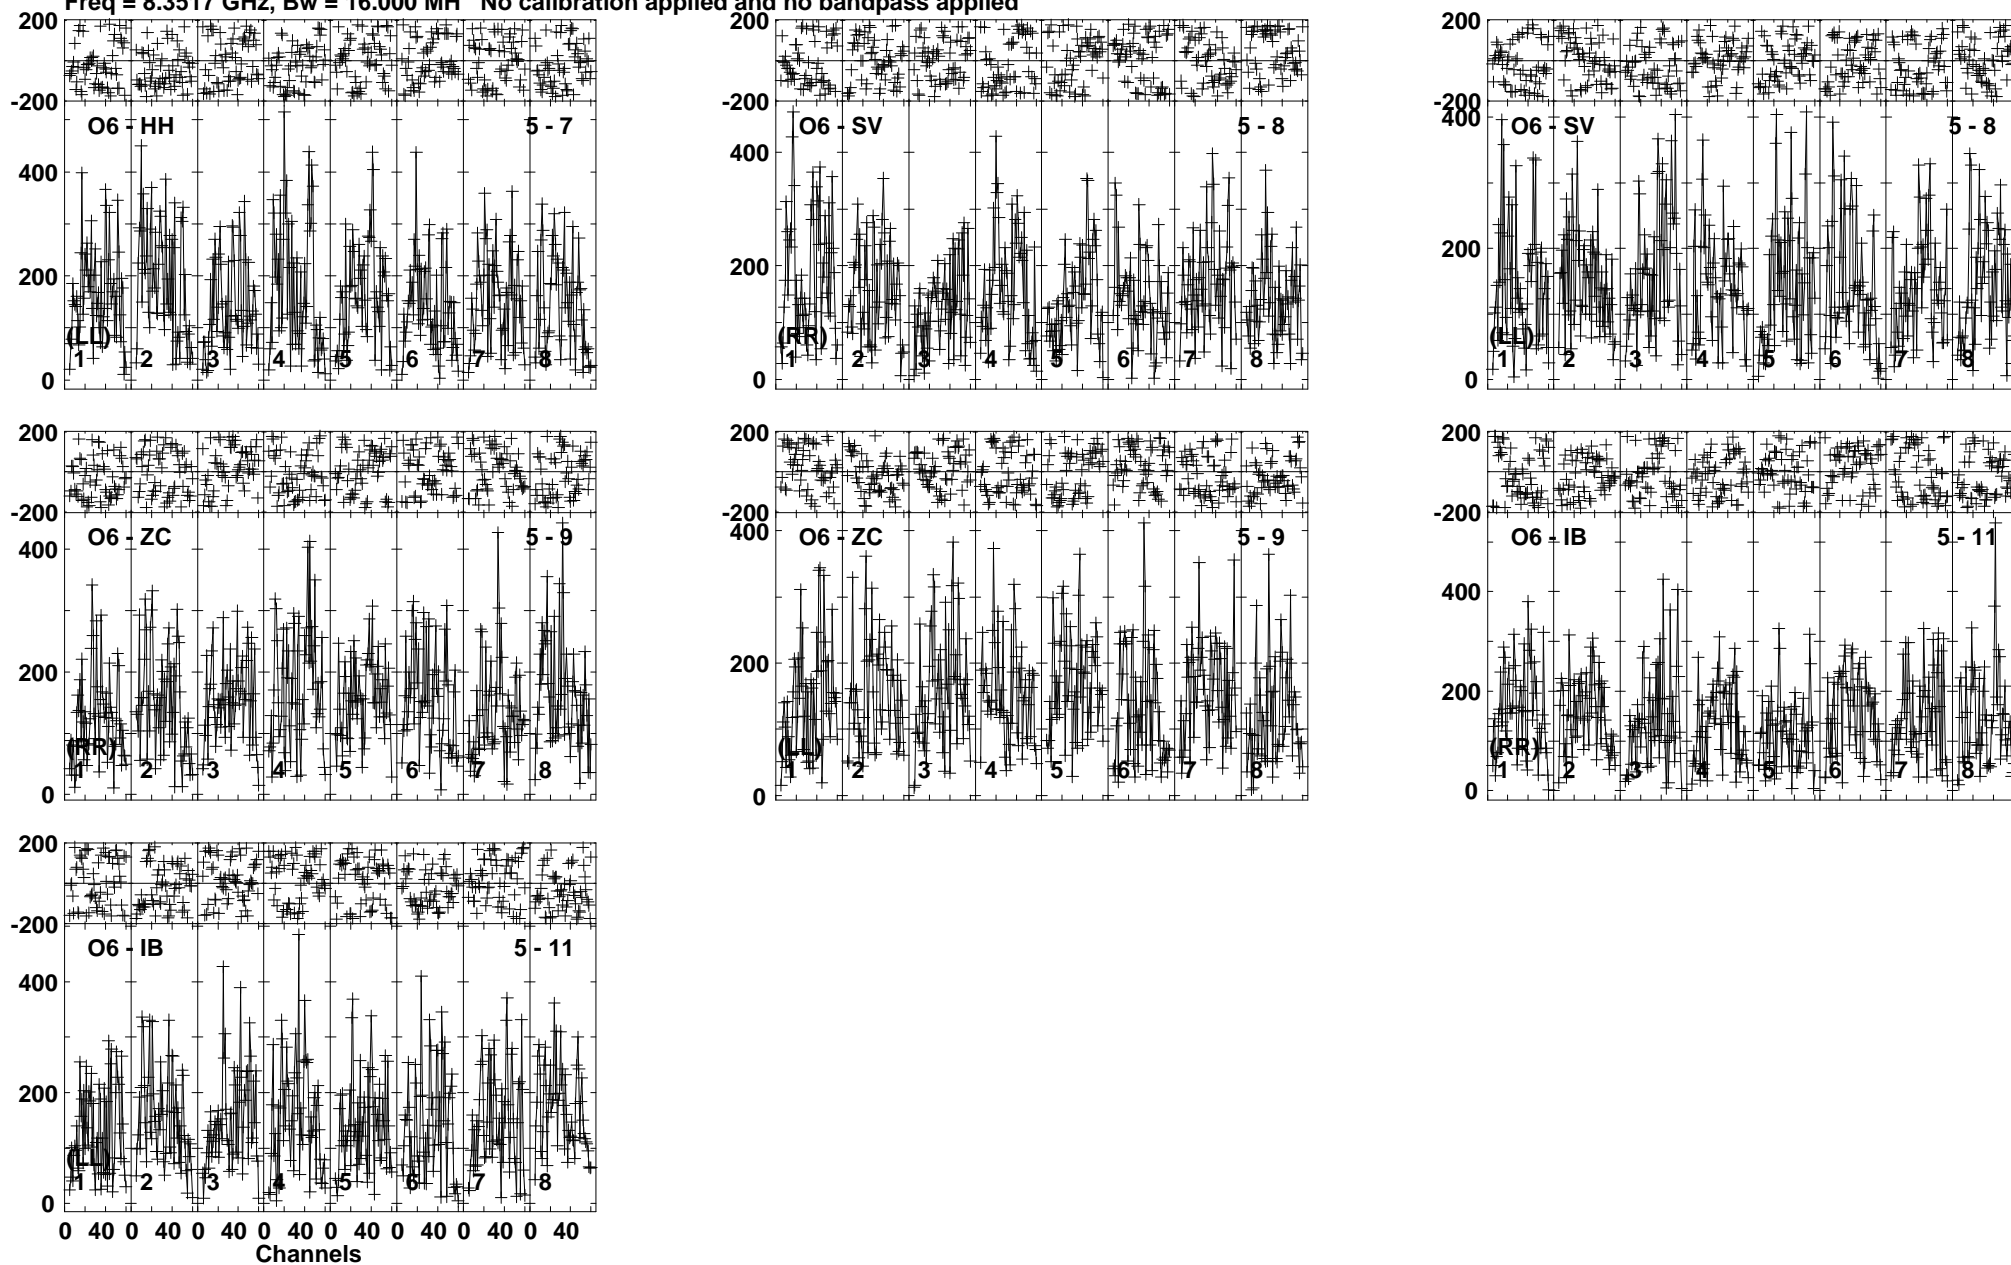 Freq = 8.3517 GHz, Bw = 16.000 MH No calibration applied and no bandpass applied
200
-200
O6 - HH 5 - 7
400
200
0
(LL)
1 2 3 4 5 6 7 8
200
-200
O6 - SV 5 - 8
400
200
0
(RR)
1 2 3 4 5 6 7 8
200
-200
O6 - SV 5 - 8
400
200
0
(LL)
1 2 3 4 5 6 7 8
200
-200
O6 - ZC 5 - 9
400
200
0
(RR)
1 2 3 4 5 6 7 8
200
-200
O6 - ZC 5 - 9
400
200
0
(LL)
1 2 3 4 5 6 7 8
200
-200
O6 - IB 5 - 11
400
200
0
(RR)
1 2 3 4 5 6 7 8
200
-200
O6 - IB 5 - 11
400
200
0
(LL)
1 2 3 4 5 6 7 8
0 40 0 40 0 40 0 40 0 40 0 40 0 40 0 40
Channels